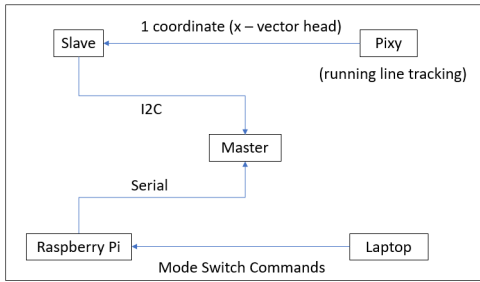 1 coordinate (x – vector head)
Slave
Pixy
(running line tracking)
I2C
Master
Serial
Raspberry Pi
Laptop
Mode Switch Commands